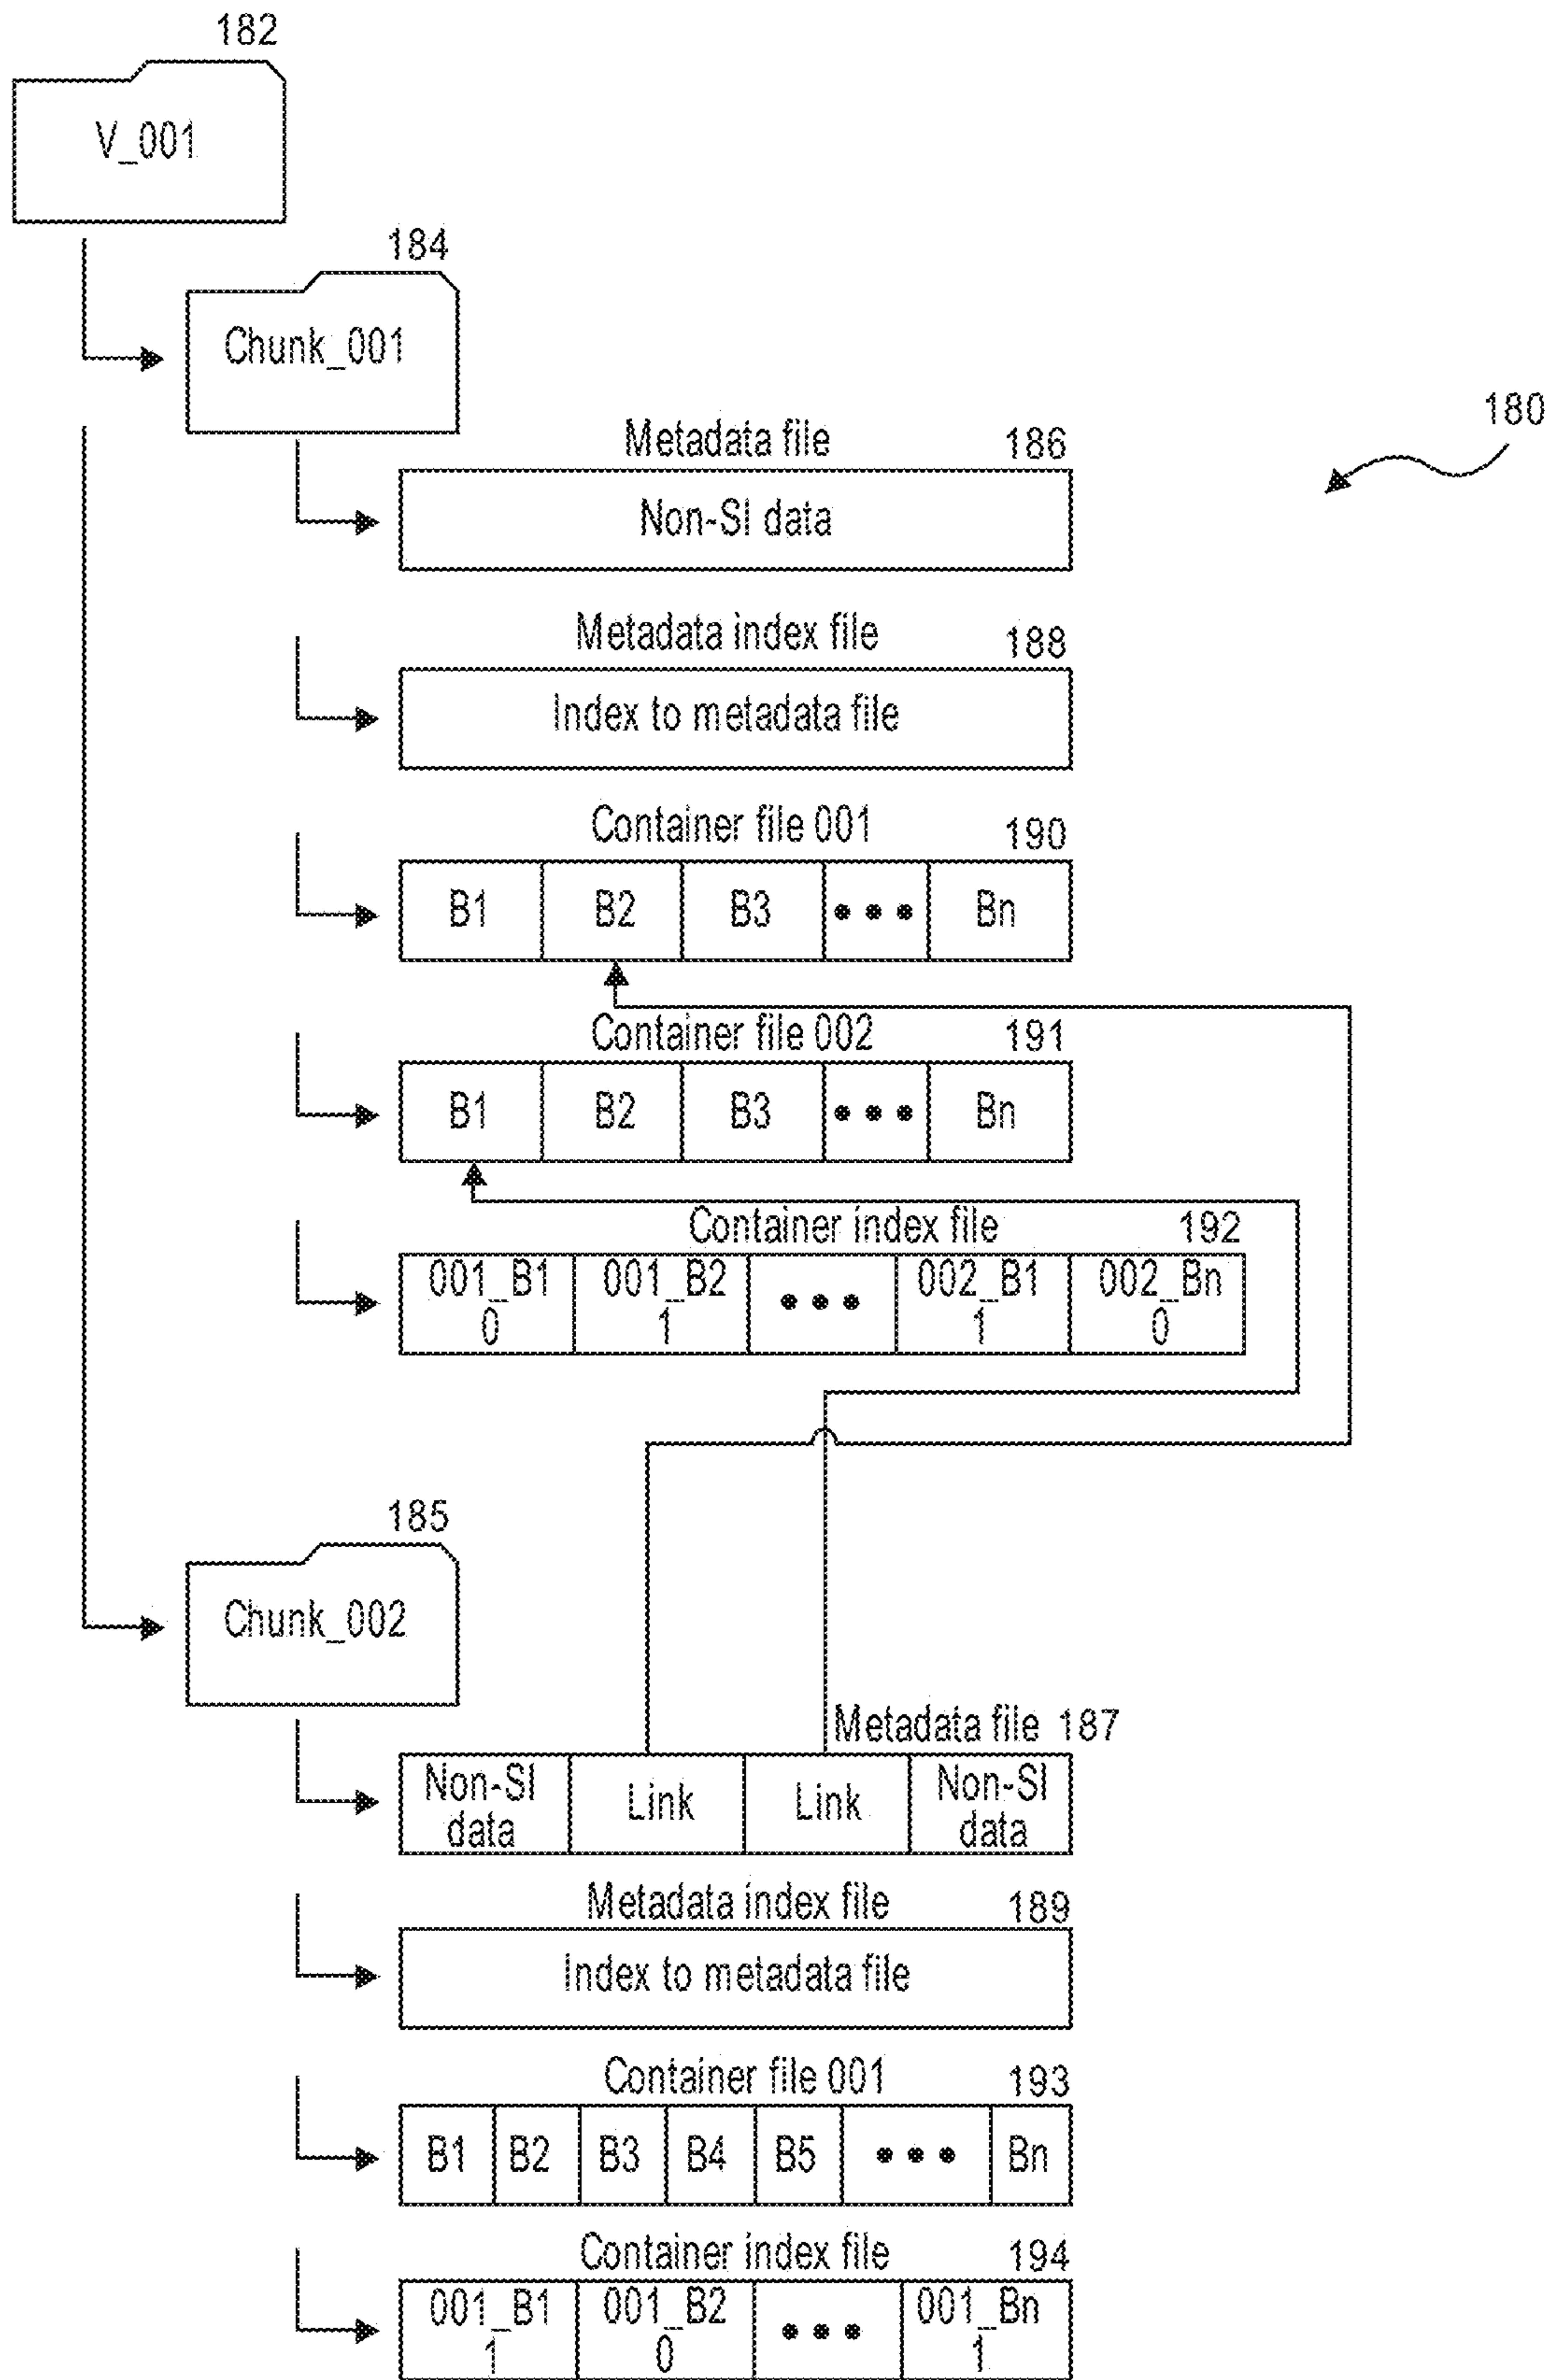 182
V_001
184
Chunk_001
180
Metadata file 186
Non-SI data
Metadata index file 188
Index to metadata file
Container file 001 190
B1 B2 B3 ••• Bn
Container file 002 191
B1 B2 B3 ••• Bn
Container index file 192
001_B1 001_B2 ••• 002_B1 002_Bn
0 1 1 0
185
Chunk_002
Metadata file 187
Non-SI Link Link Non-SI
data data
Metadata index file 189
Index to metadata file
Container file 001 193
B1 B2 B3 B4 B5 ••• Bn
Container index file 194
001_B1 001_B2 ••• 001_Bn
1 0 1